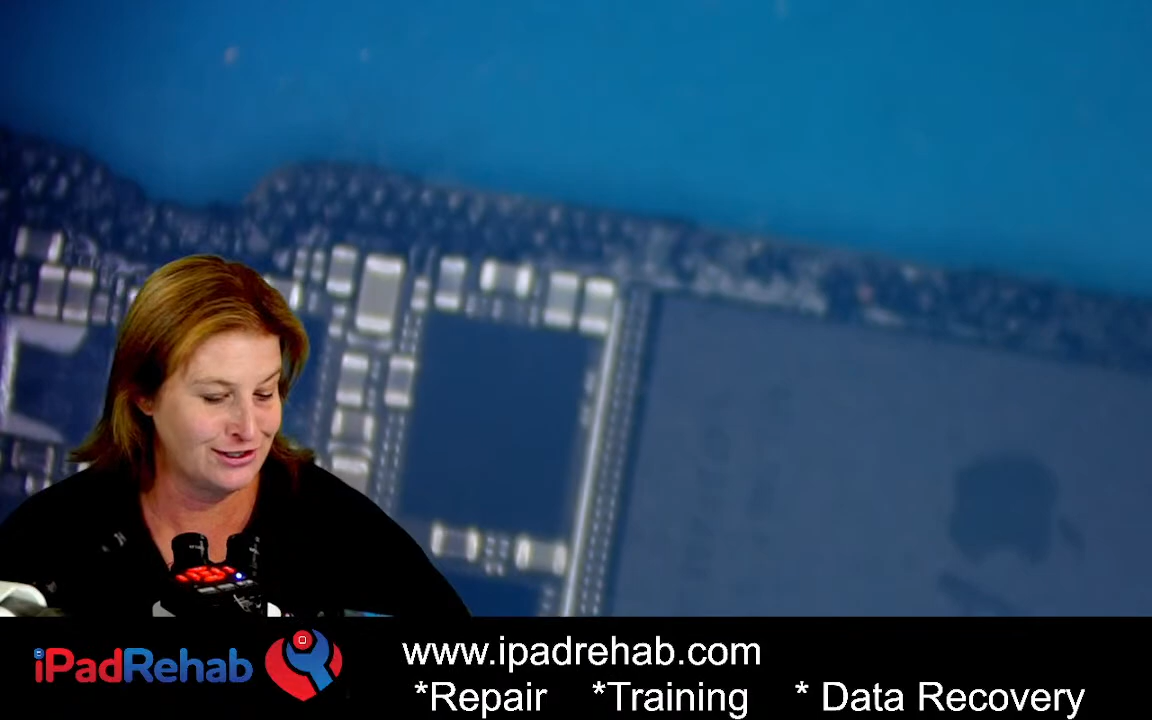 iPadRehab
www.ipadrehab.com
*Repair *Training * Data Recovery